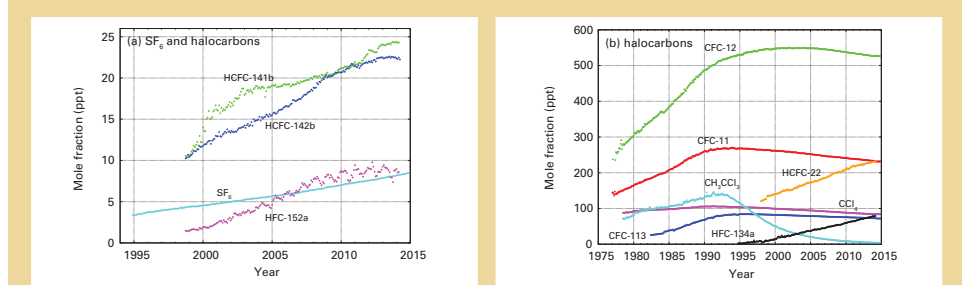 (a) SF6 and halocarbons
HCFC-141b
HCFC-142b
SF6
HFC-152a
Mole fraction (ppt)
25
20
15
10
5
0
1995
2000
2005
2010
2015
Year
(b) halocarbons
CFC-12
CFC-11
HCFC-22
CH3CCl3
CCl4
CFC-113
HFC-134a
Mole fraction (ppt)
600
500
400
300
200
100
0
1975
1980
1985
1990
1995
2000
2005
2010
2015
Year